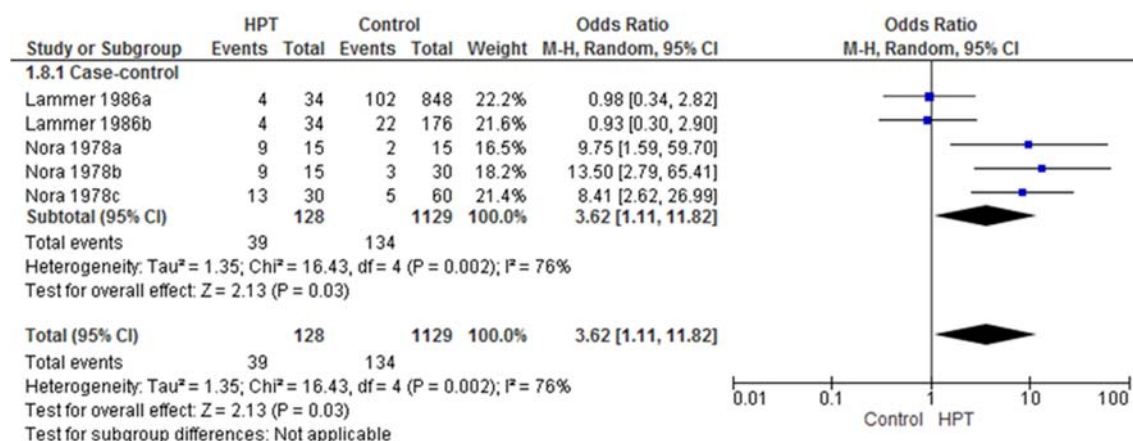 HPT Control Odds Ratio Odds Ratio
Study or Subgroup Events Total Events Total Weight M-H, Random, 95% CI M-H, Random, 95% CI
1.8.1 Case-control
Lammer 1986a 4 34 102 848 22.2% 0.98 [0.34, 2.82]
Lammer 1986b 4 34 22 176 21.6% 0.93 [0.30, 2.90]
Nora 1978a 9 15 2 15 16.5% 9.75 [1.59, 59.70]
Nora 1978b 9 15 3 30 18.2% 13.50 [2.79, 65.41]
Nora 1978c 13 30 5 60 21.4% 8.41 [2.62, 26.99]
Subtotal (95% CI) 128 1129 100.0% 3.62 [1.11, 11.82]
Total events 39 134
Heterogeneity: Tau² = 1.35; Chi² = 16.43, df = 4 (P = 0.002); I² = 76%
Test for overall effect: Z = 2.13 (P = 0.03)
Total (95% CI) 128 1129 100.0% 3.62 [1.11, 11.82]
Total events 39 134
Heterogeneity: Tau² = 1.35; Chi² = 16.43, df = 4 (P = 0.002); I² = 76%
Test for overall effect: Z = 2.13 (P = 0.03)
Test for subgroup differences: Not applicable
0.01 0.1 1 10 100
Control HPT